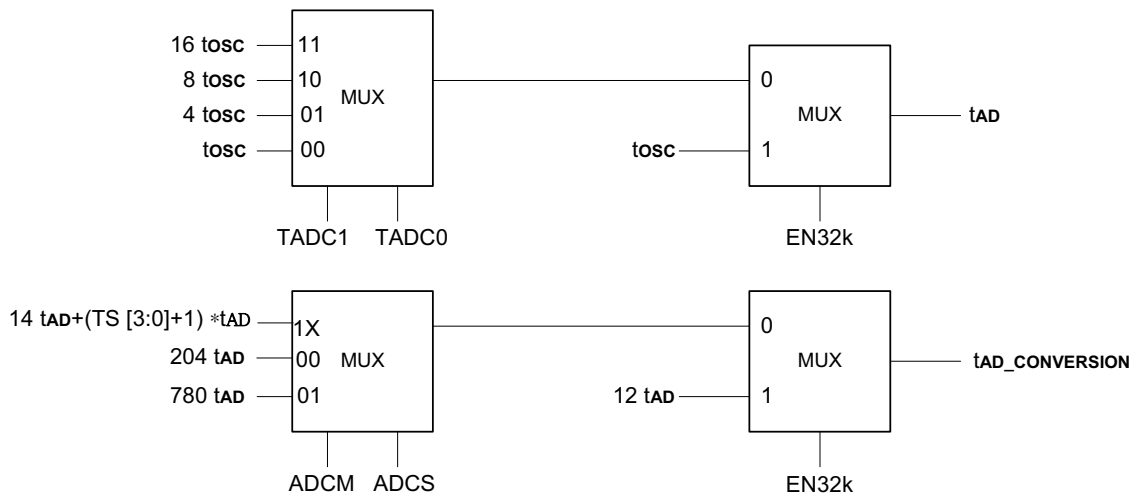 16 tosc 11
8 tosc 10 MUX 0
4 tosc 01 MUX tAD
tosc 00 tosc 1
TADC1 TADC0 EN32k
14 tAD+(TS [3:0]+1) *tAD 1X 0
204 tAD 00 MUX MUX tAD_CONVERSION
780 tAD 01 12 tAD 1
ADCM ADCS EN32k